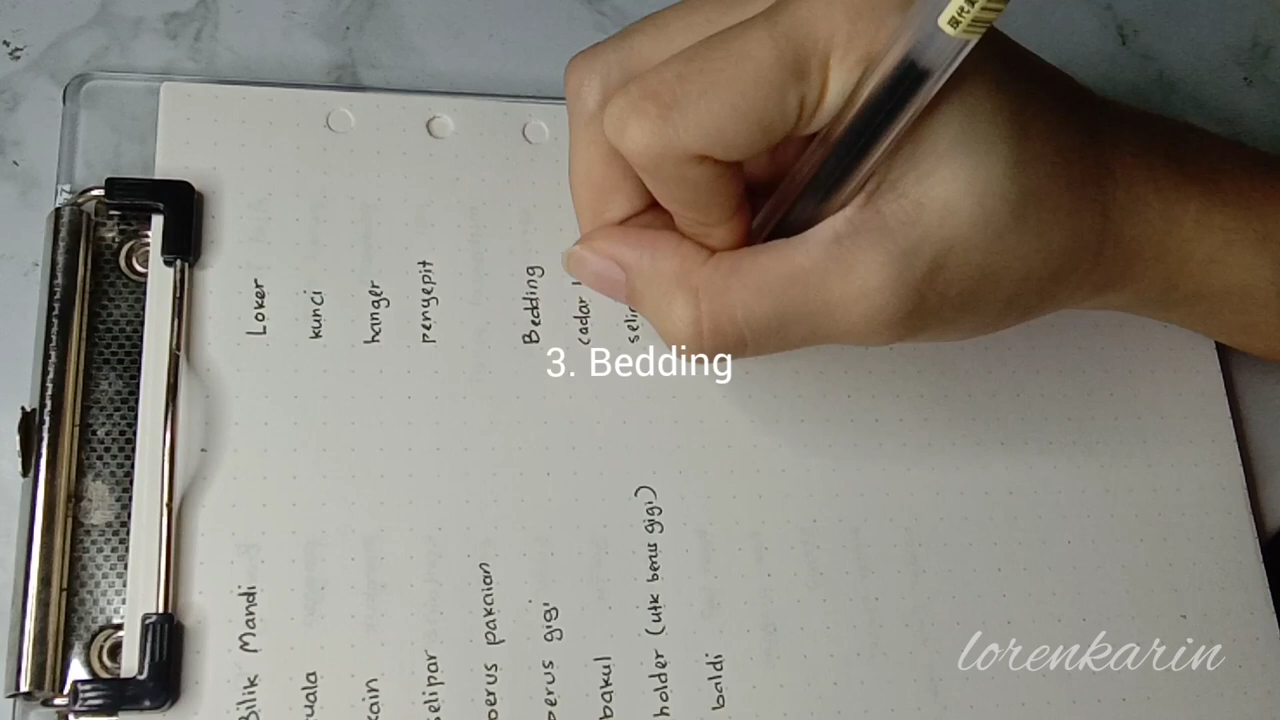 Bilik Mandi
kain
selipar
berus pakaian
berus gigi
bakul
holder (utk berus gigi)
baldi
Loker
kunci
hanger
penyepit
Bedding
cadar
3. Bedding
lorenkarin